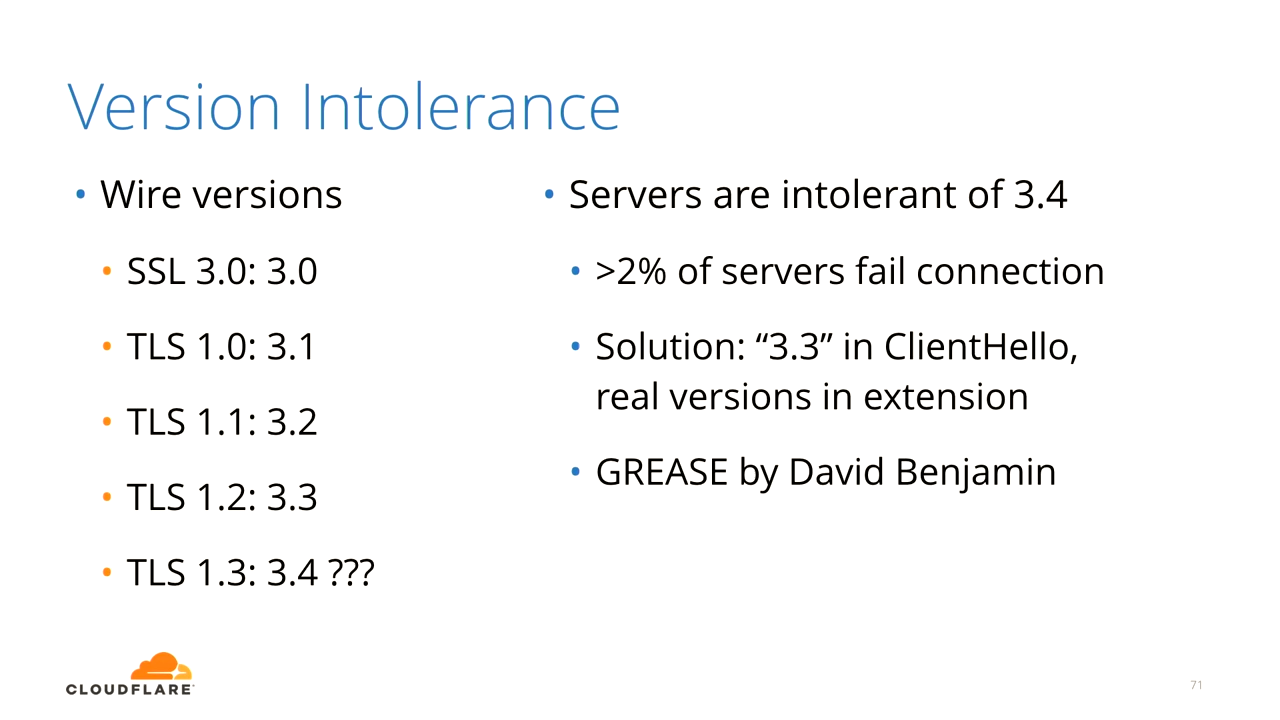 Version Intolerance
• Wire versions
• SSL 3.0: 3.0
• TLS 1.0: 3.1
• TLS 1.1: 3.2
• TLS 1.2: 3.3
• TLS 1.3: 3.4 ???
• Servers are intolerant of 3.4
• >2% of servers fail connection
• Solution: “3.3” in ClientHello,
real versions in extension
• GREASE by David Benjamin
CLOUDFLARE
71